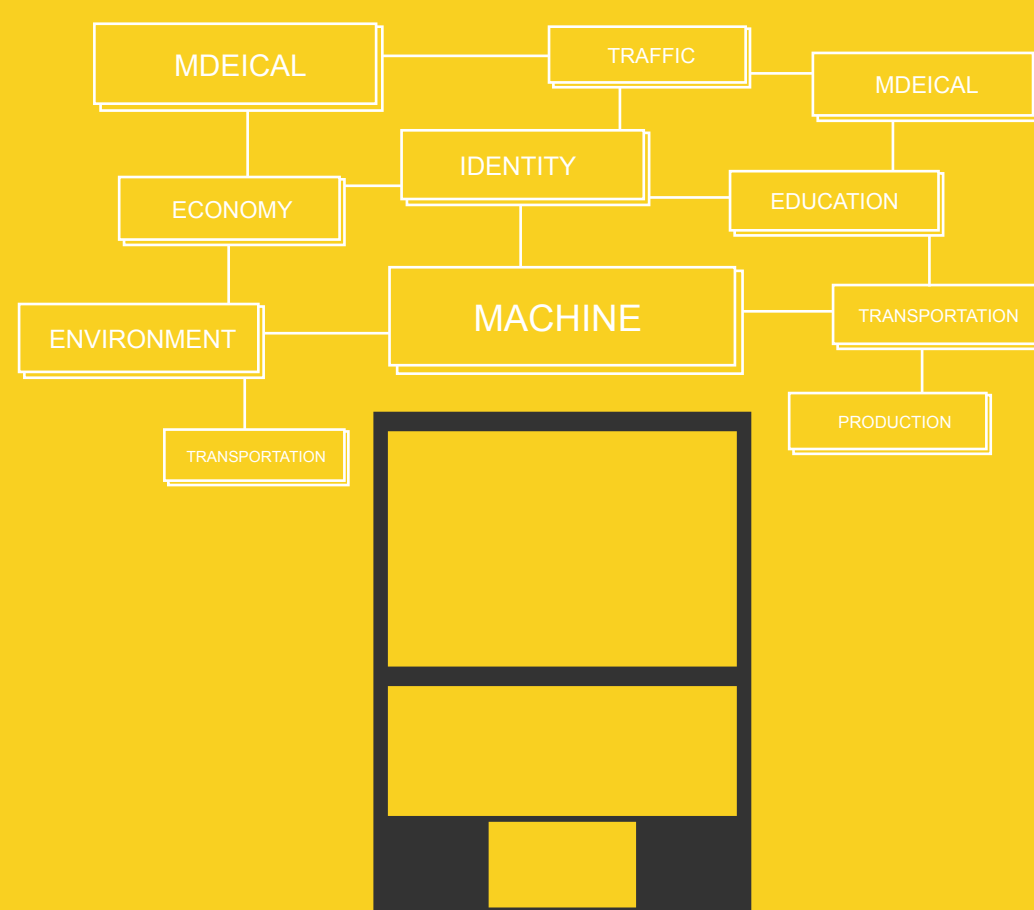 MDEICAL
TRAFFIC
MDEICAL
IDENTITY
ECONOMY
EDUCATION
MACHINE
TRANSPORTATION
ENVIRONMENT
PRODUCTION
TRANSPORTATION